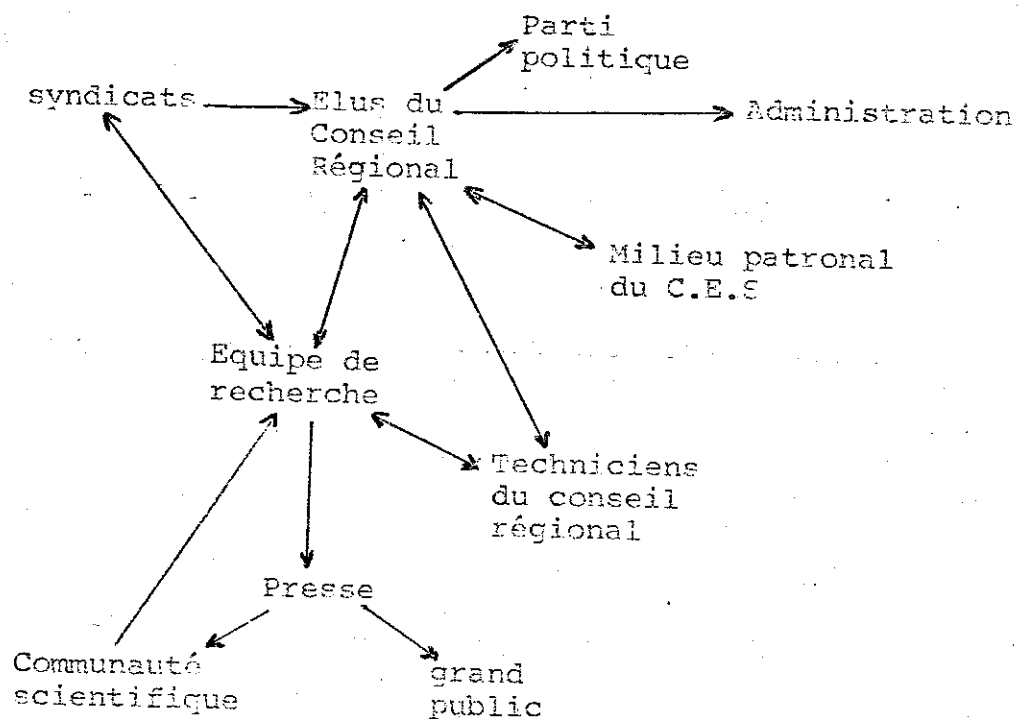 Parti
politique
syndicats
Elus du
Conseil
Régional
Administration
Milieu patronal
du C.E.S
Equipe de
recherche
Techniciens
du conseil
régional
Presse
Communauté
scientifique
grand
public